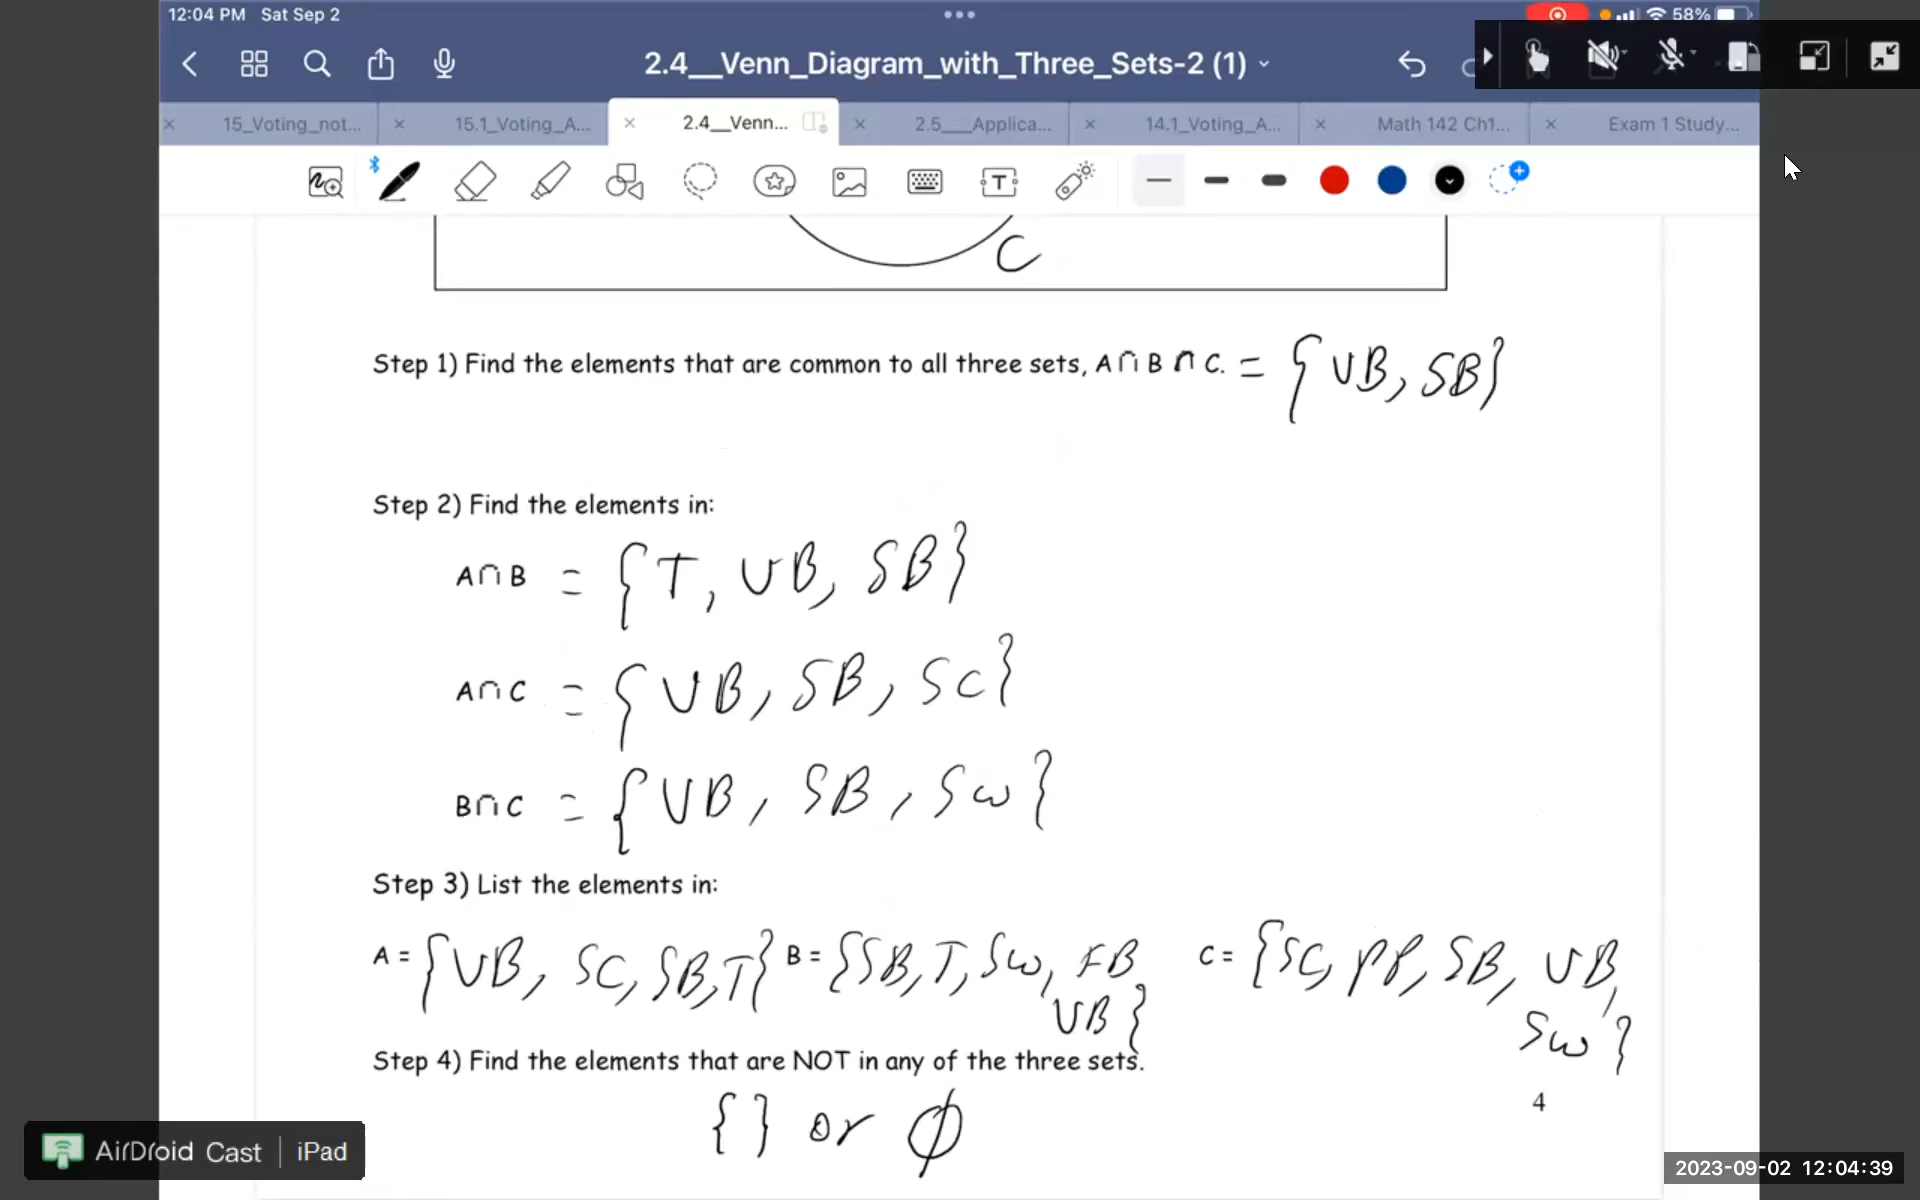 12:04 PM Sat Sep 2
58%
2.4__Venn_Diagram_with_Three_Sets-2 (1)
15_Voting_not... 15.1_Voting_A... 2.4__Venn... 2.5___Applica... 14.1_Voting_A... Math 142 Ch1... Exam 1 Study...
T
C
Step 1) Find the elements that are common to all three sets, A∩B∩C. = {VB, SB}
Step 2) Find the elements in:
A∩B = {T, VB, SB}
A∩C = {VB, SB, SC}
B∩C = {VB, SB, Sw}
Step 3) List the elements in:
A = {VB, SC, SB, T} B = {SB, T, Sw, FB C = {SC, PP, SB, VB,
VB} Sw}
Step 4) Find the elements that are NOT in any of the three sets.
{ } or ∅
4
AirDroid Cast | iPad
2023-09-02 12:04:39